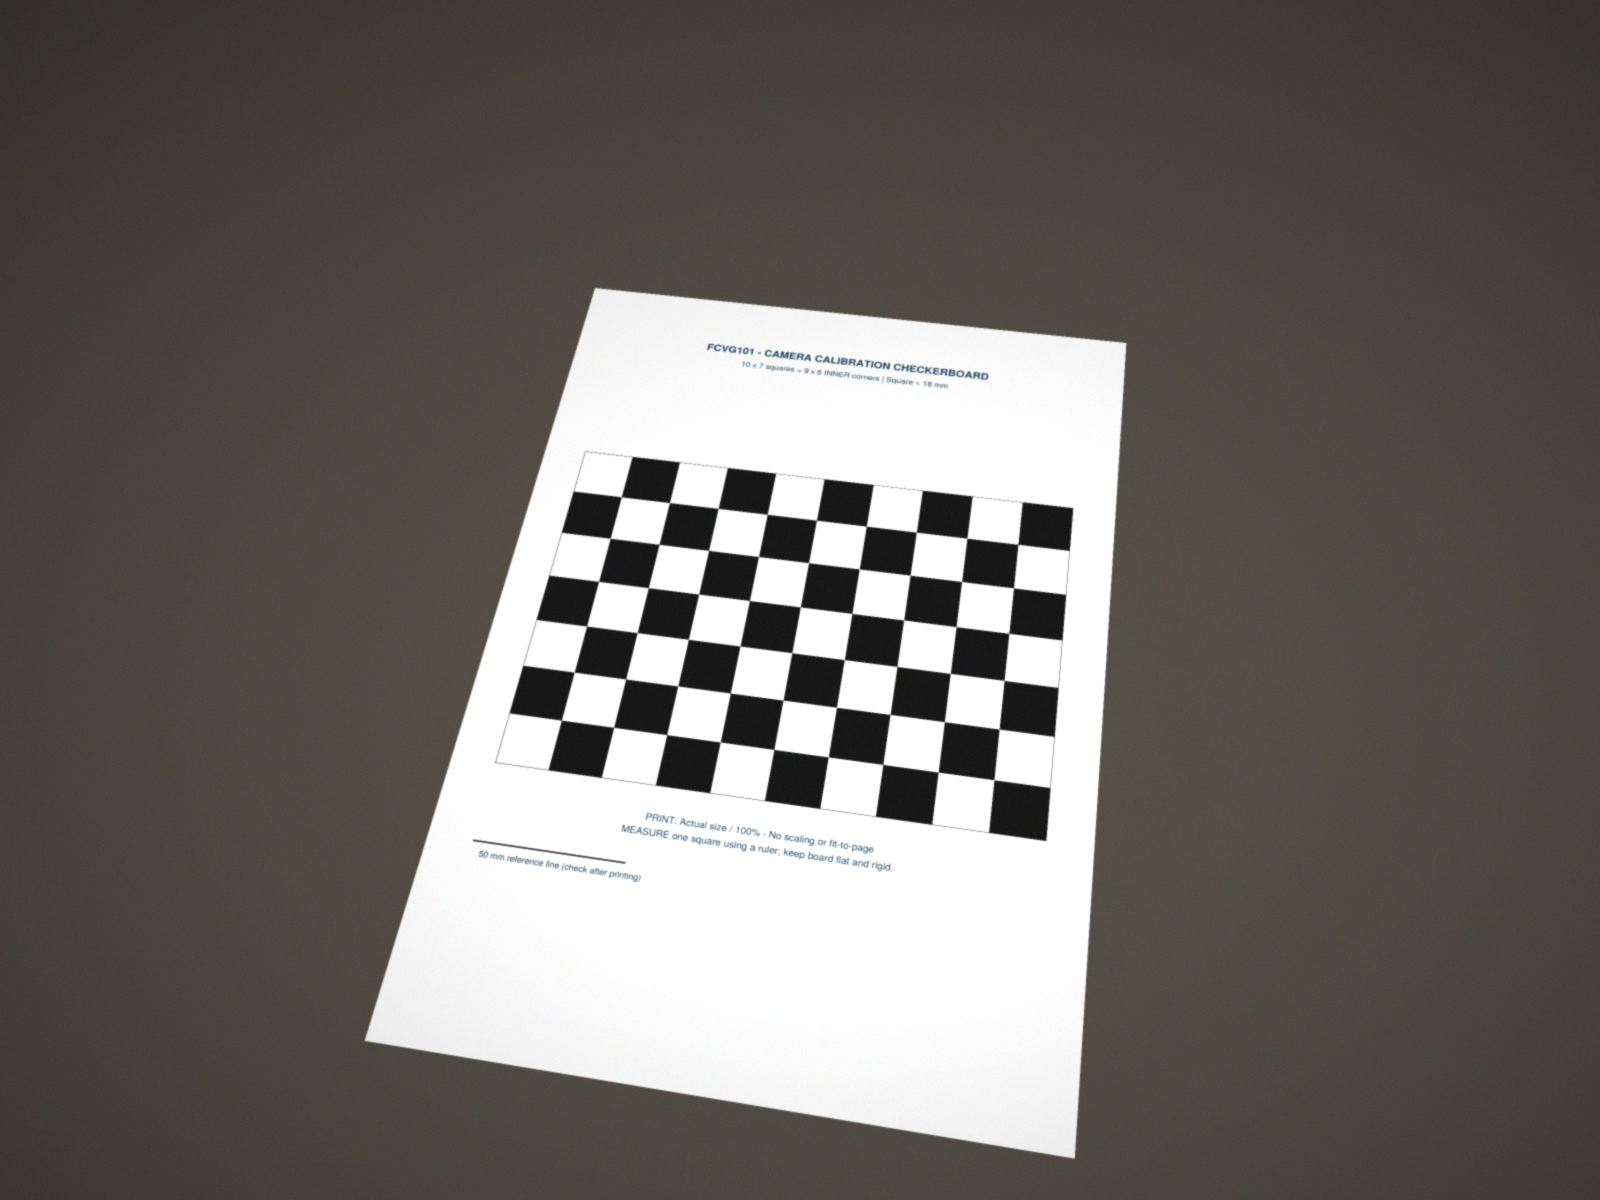 FCVG101 - CAMERA CALIBRATION CHECKERBOARD
10 x 7 squares = 9 x 6 INNER corners | Square = 18 mm
PRINT: Actual size / 100% - No scaling or fit-to-page
MEASURE one square using a ruler; keep board flat and rigid.
50 mm reference line (check after printing)